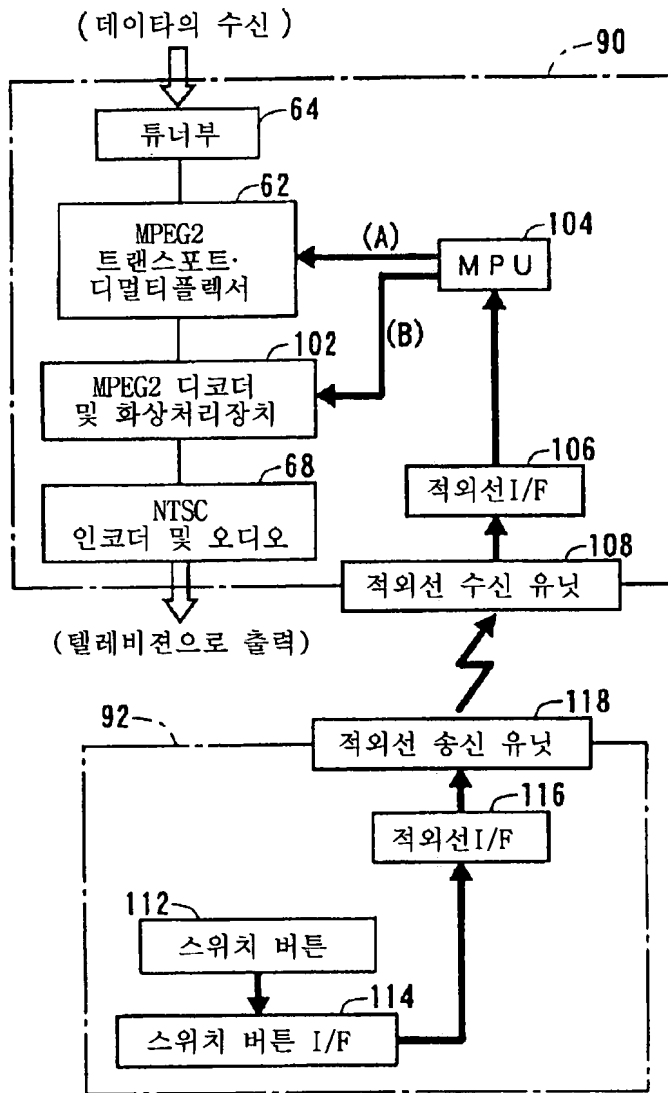 (데이타의 수신)
90
64
튜너부
62
MPEG2
트랜스포트·
디멀티플렉서
(A)
104
MPU
(B)
102
MPEG2 디코더
및 화상처리장치
106
적외선I/F
68
NTSC
인코더 및 오디오
108
적외선 수신 유닛
(텔레비젼으로 출력)
92
118
적외선 송신 유닛
116
적외선I/F
112
스위치 버튼
114
스위치 버튼 I/F